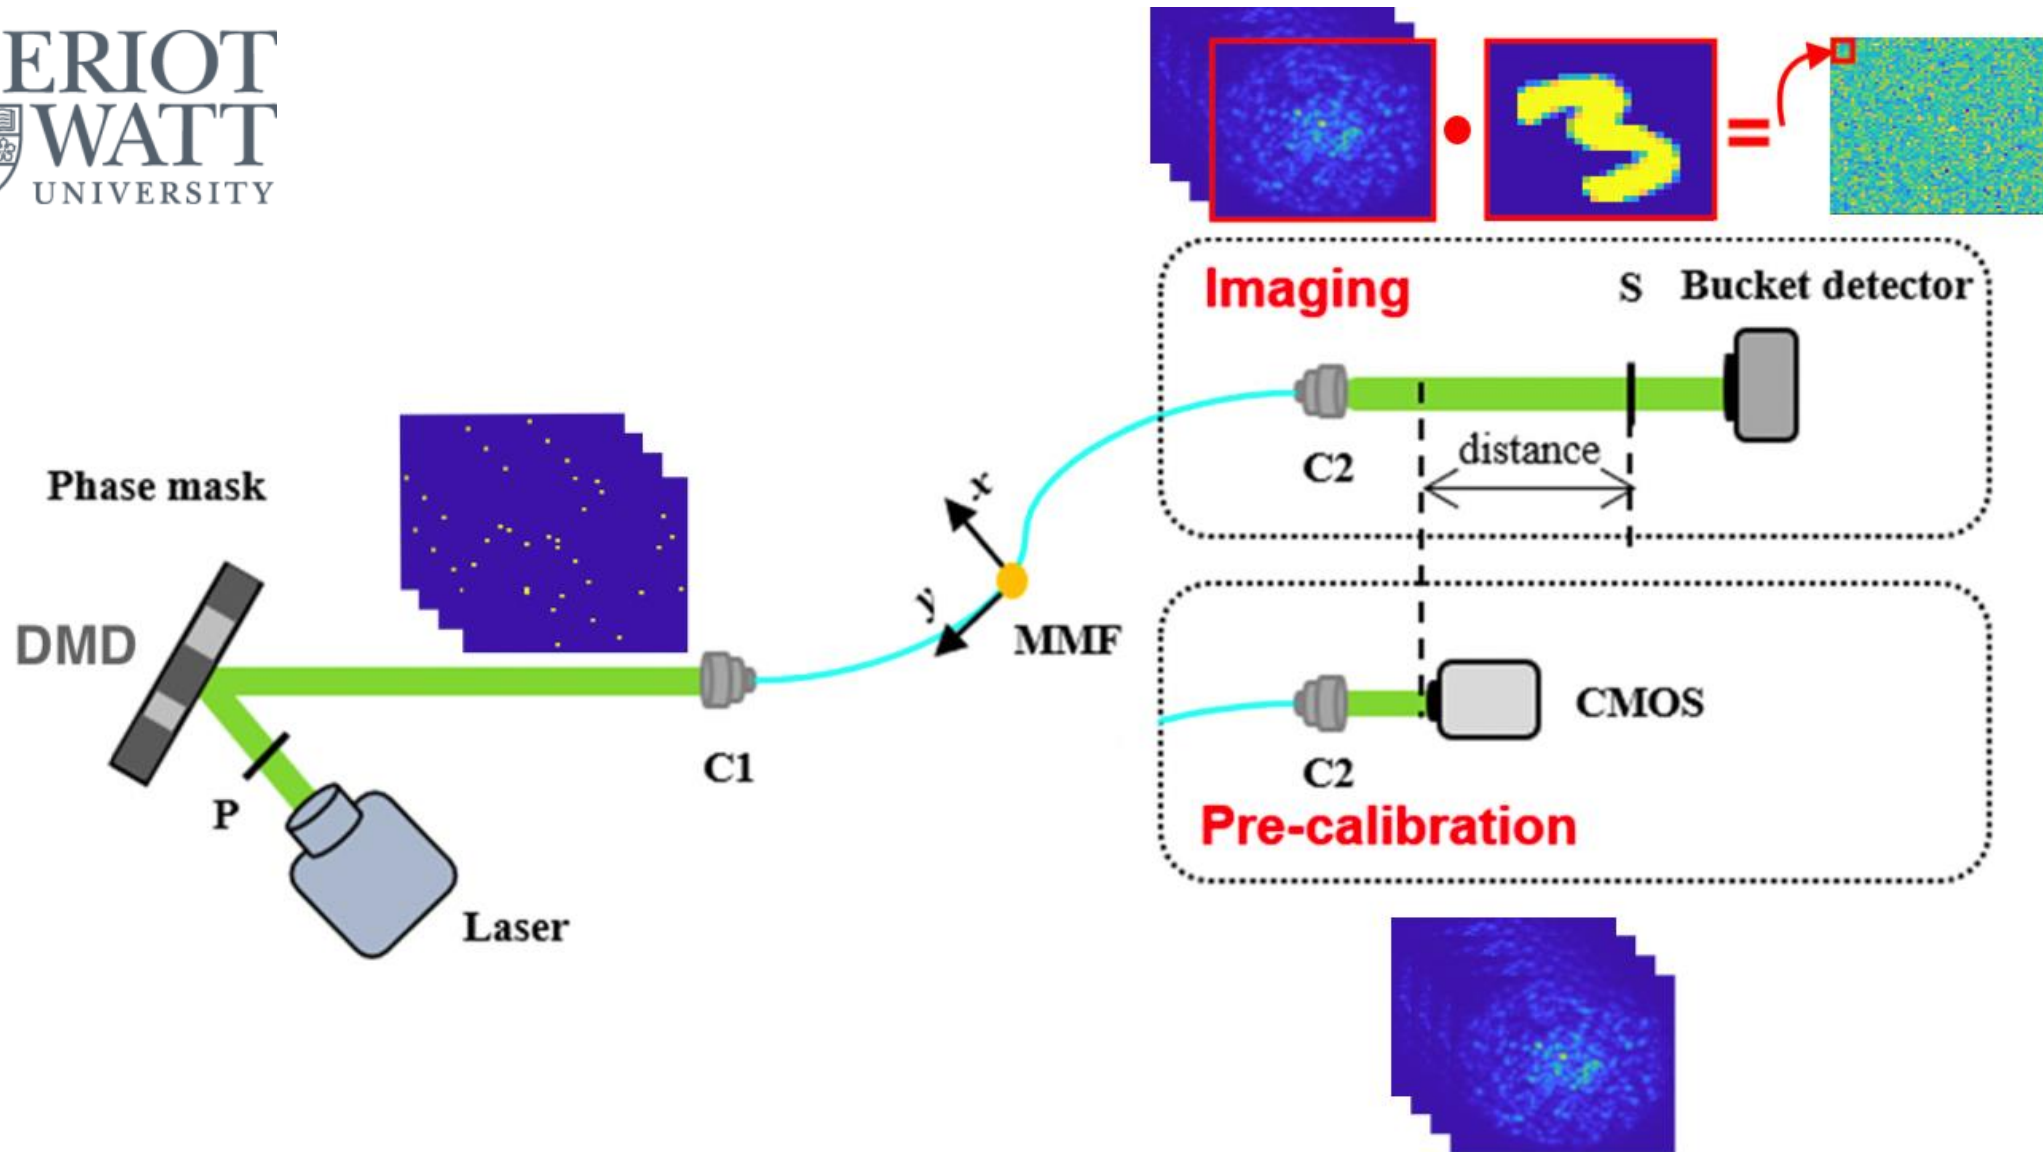 ERIOT
WATT
UNIVERSITY
Imaging
S Bucket detector
distance
C2
Phase mask
x
y
MMF
DMD
CMOS
C1
C2
P
Pre-calibration
Laser